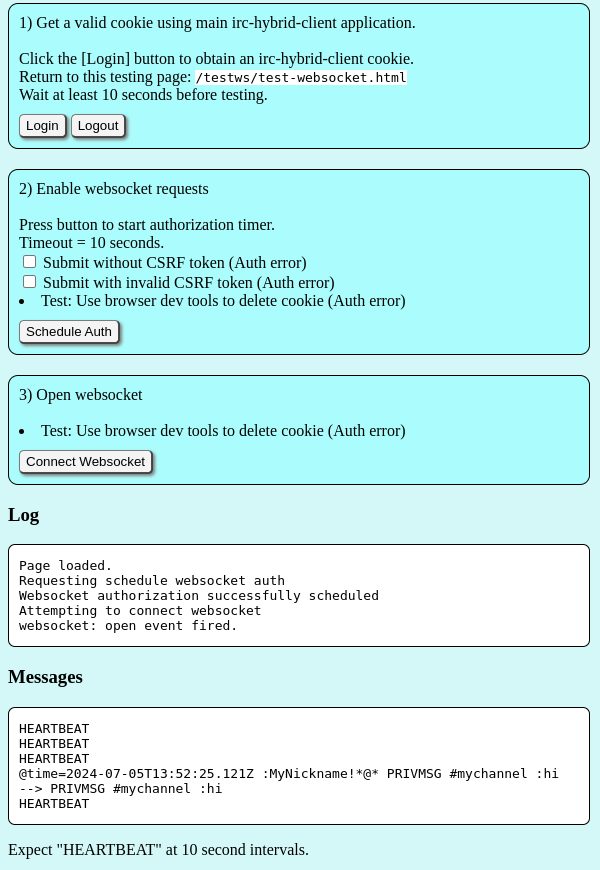 1) Get a valid cookie using main irc-hybrid-client application.
Click the [Login] button to obtain an irc-hybrid-client cookie.
Return to this testing page: /testws/test-websocket.html
Wait at least 10 seconds before testing.
Login Logout
2) Enable websocket requests
Press button to start authorization timer.
Timeout = 10 seconds.
Submit without CSRF token (Auth error)
Submit with invalid CSRF token (Auth error)
• Test: Use browser dev tools to delete cookie (Auth error)
Schedule Auth
3) Open websocket
• Test: Use browser dev tools to delete cookie (Auth error)
Connect Websocket
Log
Page loaded.
Requesting schedule websocket auth
Websocket authorization successfully scheduled
Attempting to connect websocket
websocket: open event fired.
Messages
HEARTBEAT
HEARTBEAT
HEARTBEAT
@time=2024-07-05T13:52:25.121Z :MyNickname!*@* PRIVMSG #mychannel :hi
--> PRIVMSG #mychannel :hi
HEARTBEAT
Expect "HEARTBEAT" at 10 second intervals.